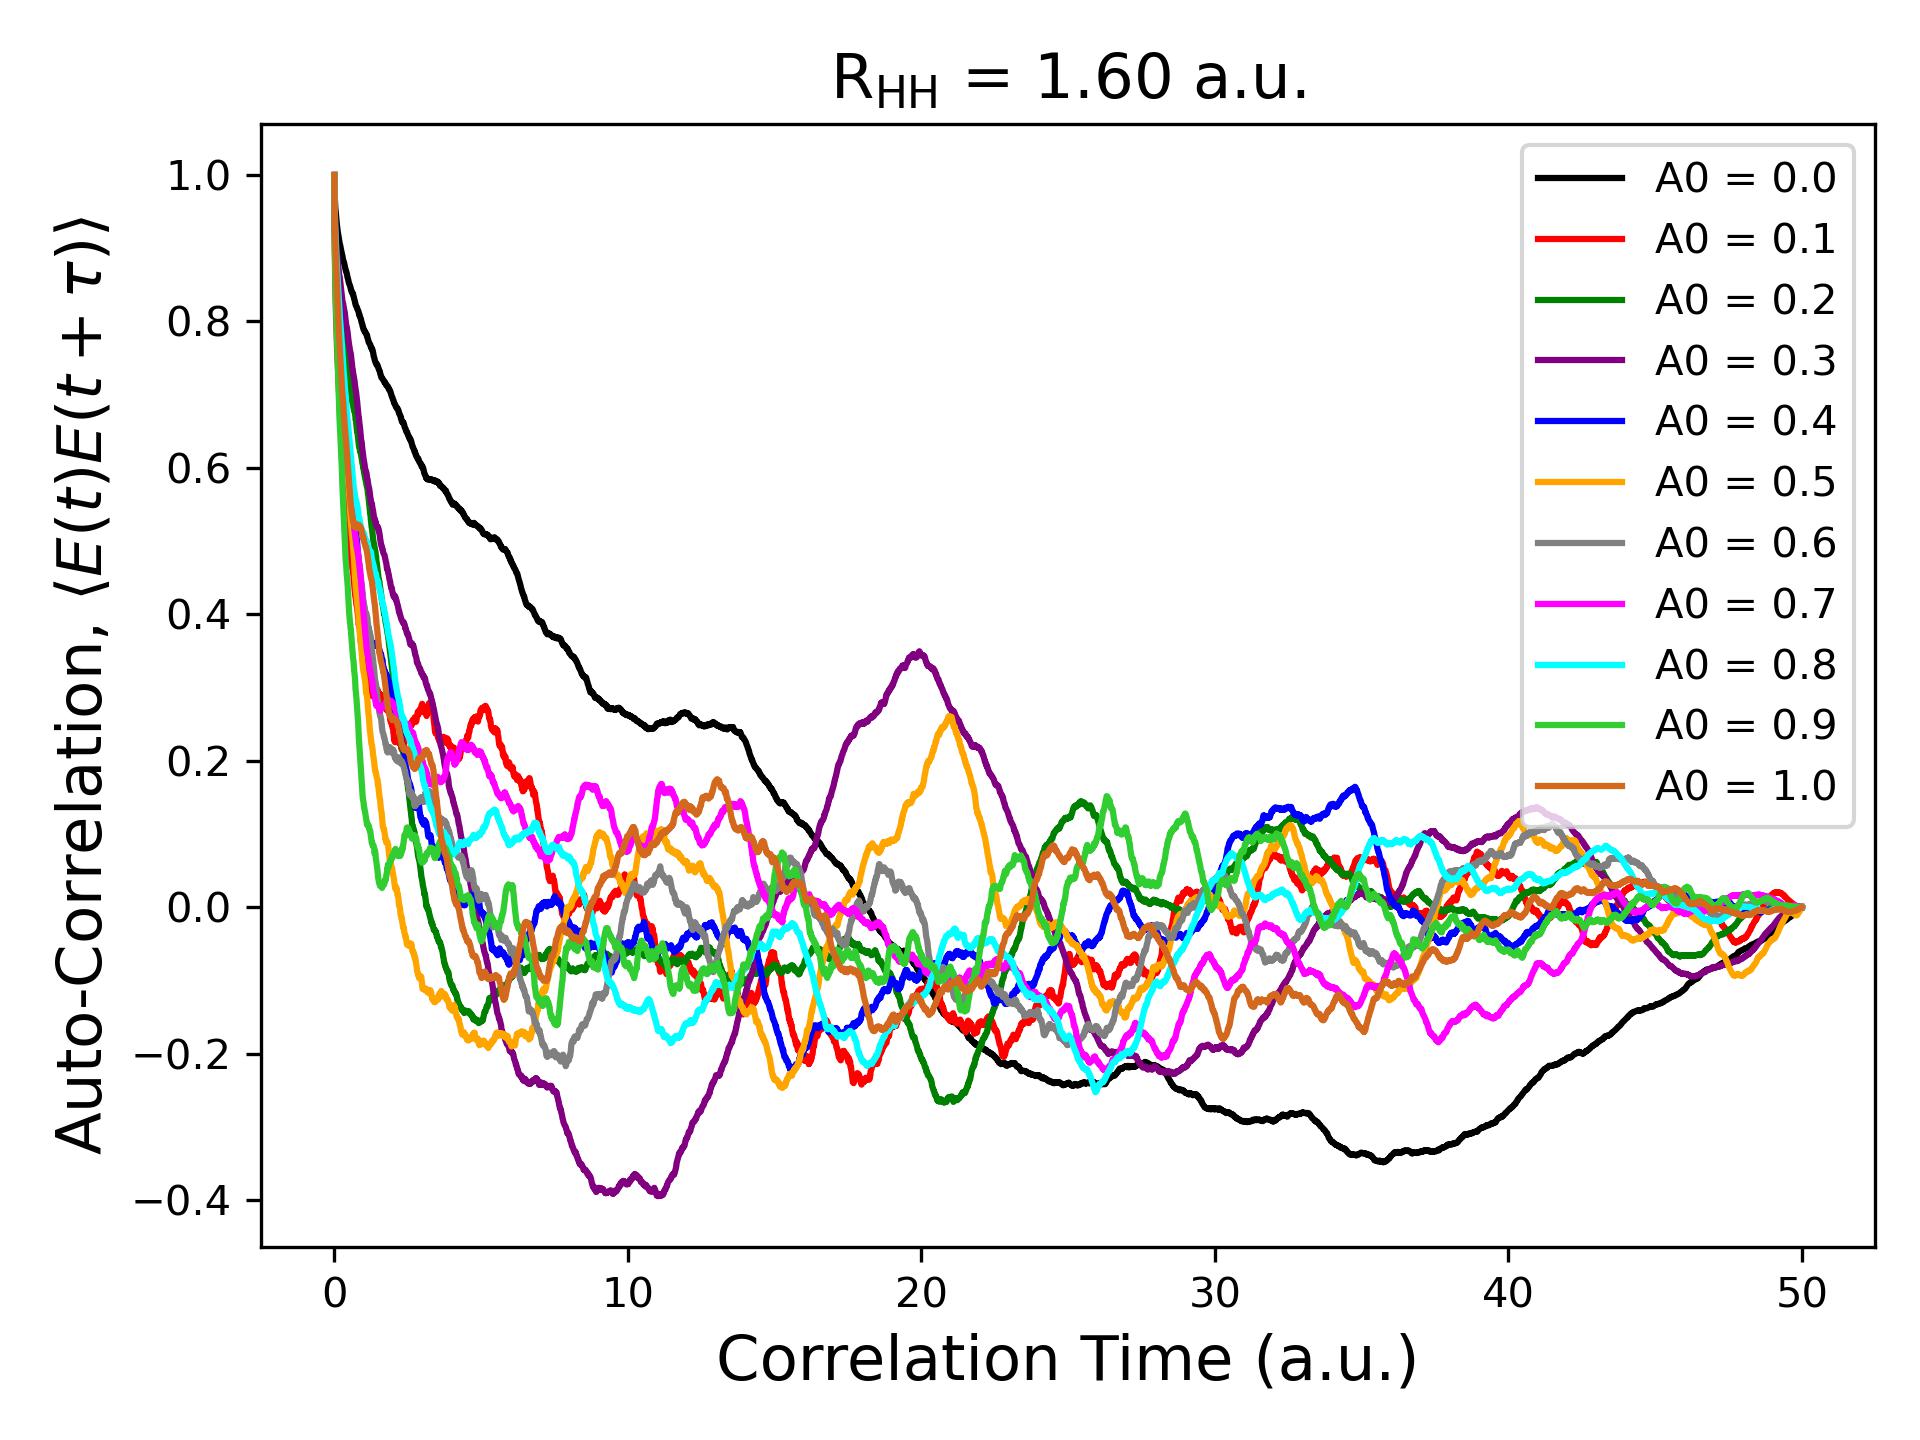 R_HH = 1.60 a.u.
Auto-Correlation, ⟨E(t)E(t + τ)⟩
1.0
0.8
0.6
0.4
0.2
0.0
−0.2
−0.4
A0 = 0.0
A0 = 0.1
A0 = 0.2
A0 = 0.3
A0 = 0.4
A0 = 0.5
A0 = 0.6
A0 = 0.7
A0 = 0.8
A0 = 0.9
A0 = 1.0
0 10 20 30 40 50
Correlation Time (a.u.)